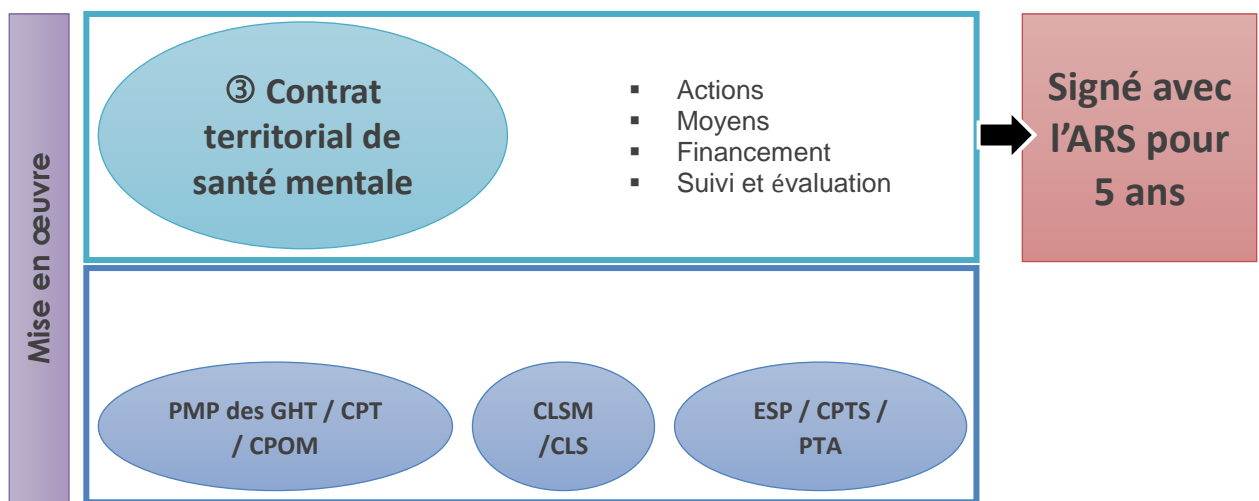 Mise en œuvre
③ Contrat
territorial de
santé mentale
▪ Actions
▪ Moyens
▪ Financement
▪ Suivi et évaluation
Signé avec
l’ARS pour
5 ans
PMP des GHT / CPT
/ CPOM
CLSM
/CLS
ESP / CPTS /
PTA